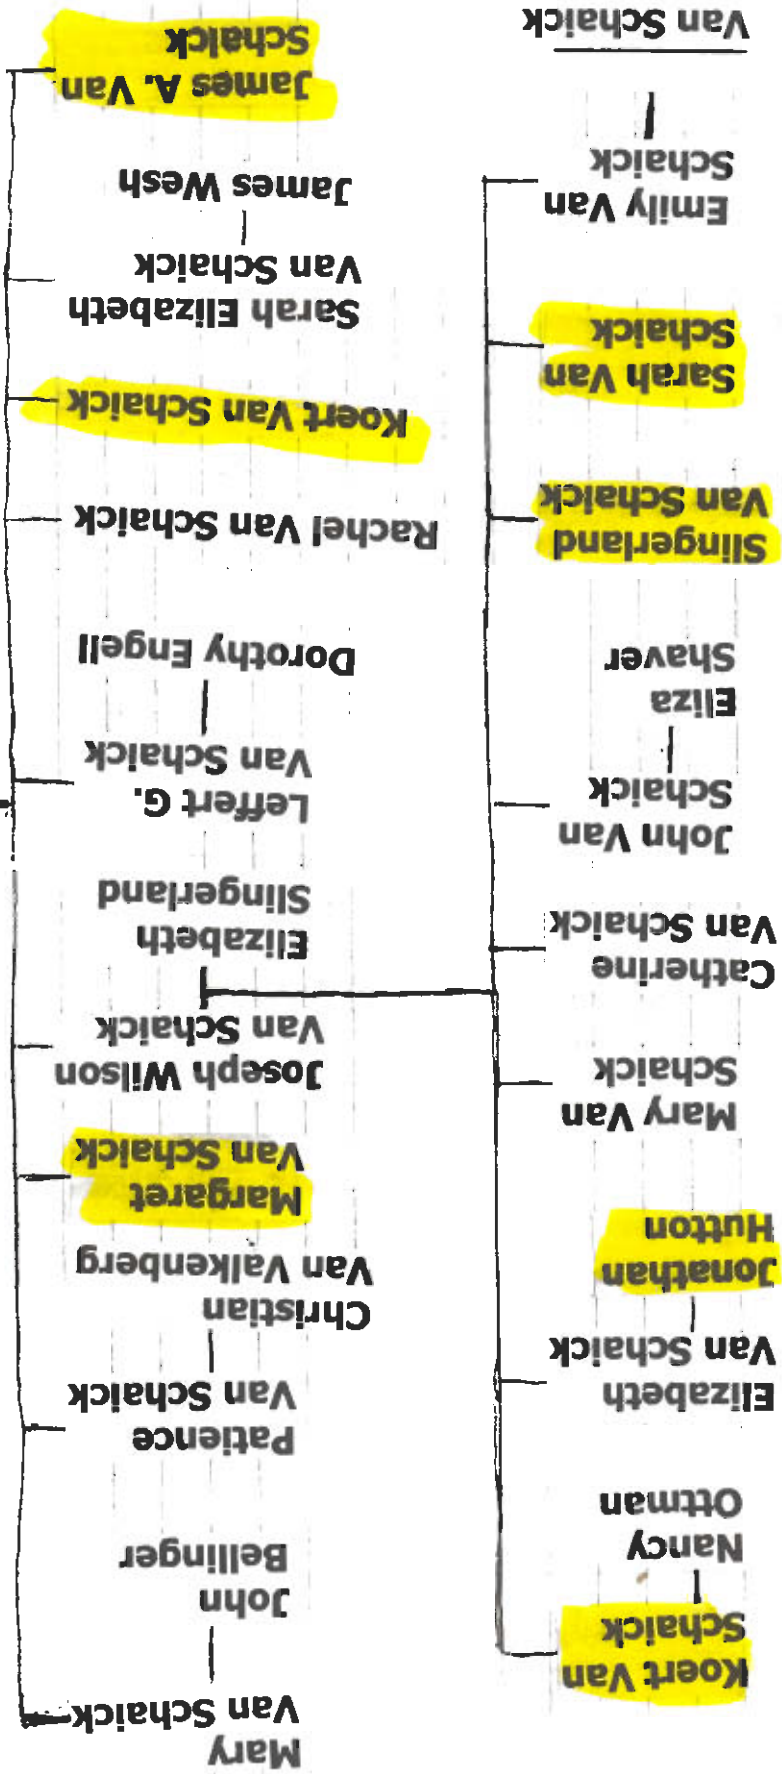 Koert Van
Schaick
Nancy
Ottman
Elizabeth
Van Schaick
Jonathan
Hutton
Mary Van
Schaick
Catherine
Van Schaick
John Van
Schaick
Eliza
Shaver
Slingerland
Van Schaick
Sarah Van
Schaick
Emily Van
Schaick
Van Schaick
Mary
Van Schaick
John
Bellinger
Patience
Van Schaick
Christian
Van Valkenberg
Margaret
Van Schaick
Joseph Wilson
Van Schaick
Elizabeth
Slingerland
Leffert G.
Van Schaick
Dorothy Engell
Rachel Van Schaick
Koert Van Schaick
Sarah Elizabeth
Van Schaick
James Wesh
James A. Van
Schaick